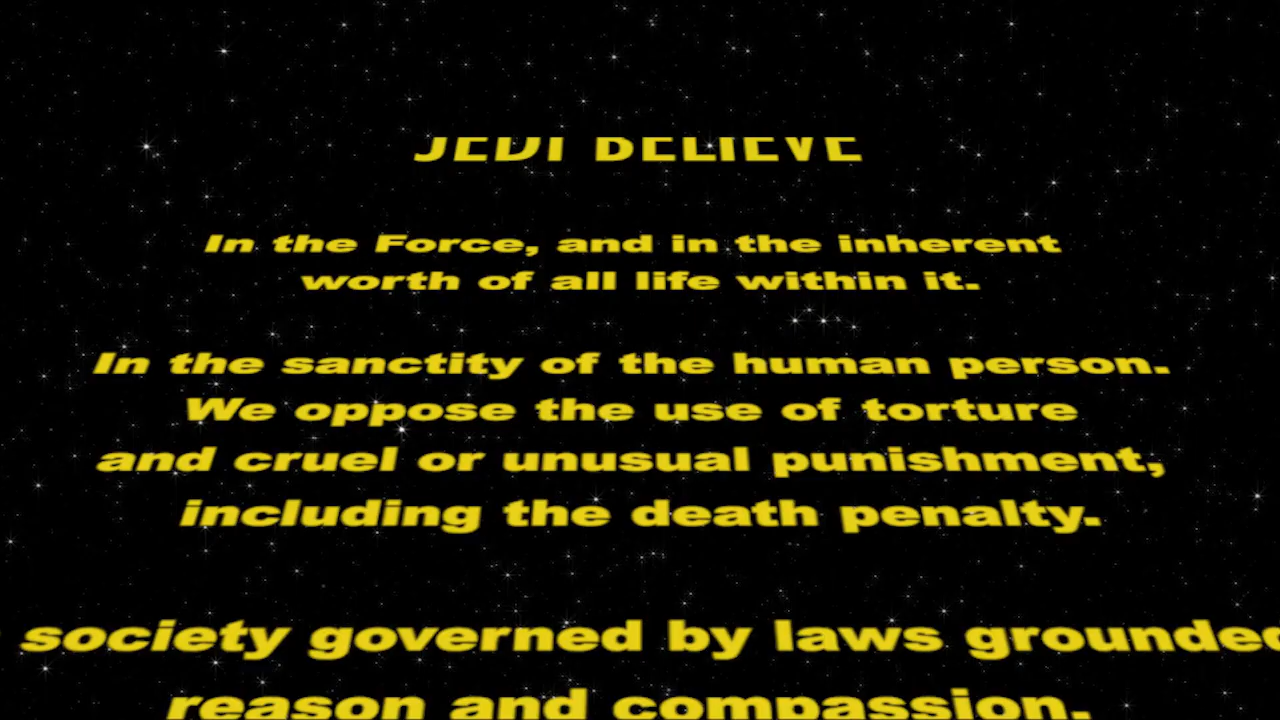 JEDI BELIEVE
In the Force, and in the inherent
worth of all life within it.
In the sanctity of the human person.
We oppose the use of torture
and cruel or unusual punishment,
including the death penalty.
society governed by laws grounded
reason and compassion.